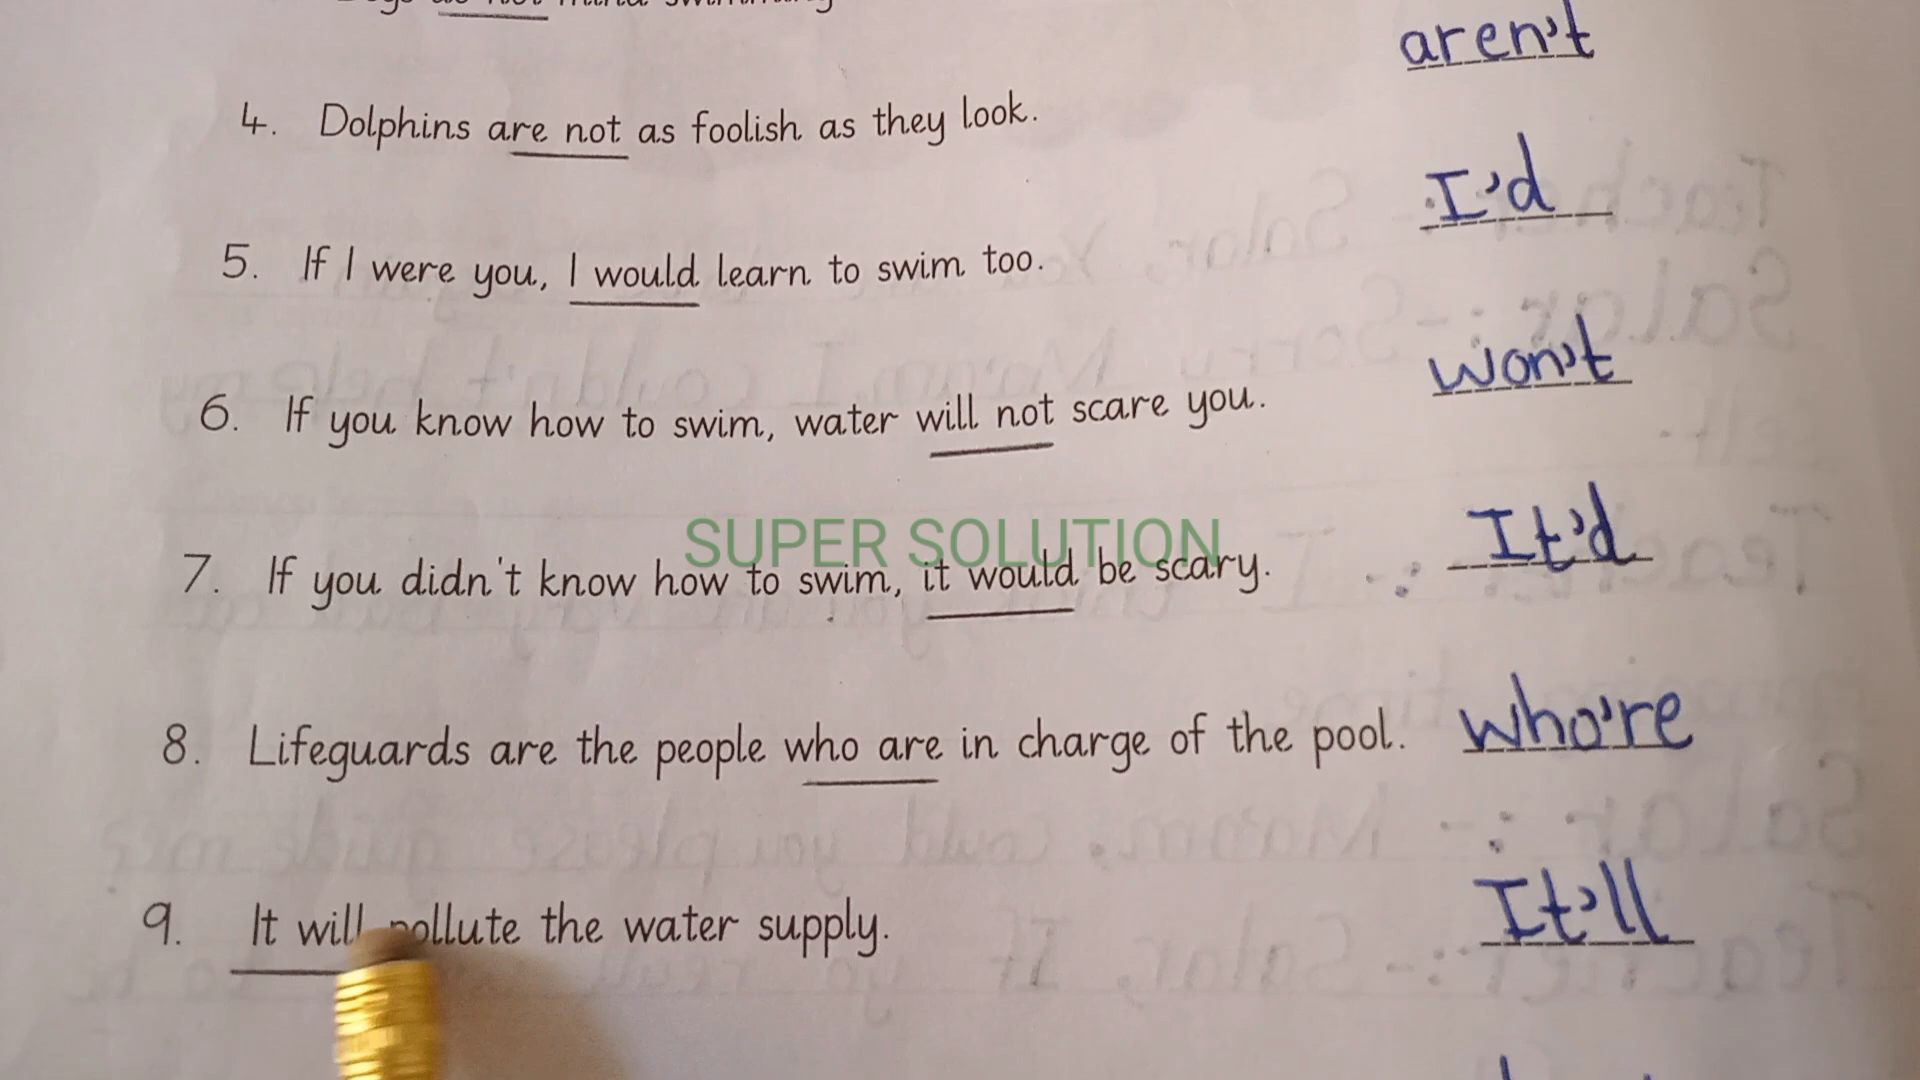 aren't
4. Dolphins are not as foolish as they look.
I'd
5. If I were you, I would learn to swim too.
won't
6. If you know how to swim, water will not scare you.
It'd
SUPER SOLUTION
7. If you didn't know how to swim, it would be scary.
8. Lifeguards are the people who are in charge of the pool. who're
9. It will pollute the water supply. It'll